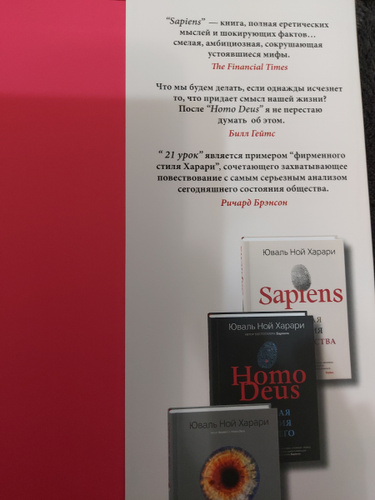 "Sapiens" — книга, полная еретических
мыслей и шокирующих фактов…
смелая, амбициозная, сокрушающая
устоявшиеся мифы.
The Financial Times
Что мы будем делать, если однажды исчезнет
то, что придает смысл нашей жизни?
После "Homo Deus" я не перестаю
думать об этом.
Билл Гейтс
" 21 урок" является примером "фирменного
стиля Харари", сочетающего захватывающее
повествование с самым серьезным анализом
сегодняшнего состояния общества.
Ричард Брэнсон
Юваль Ной Харари
Sapiens
Юваль Ной Харари
Homo
Deus
Юваль Ной Харари